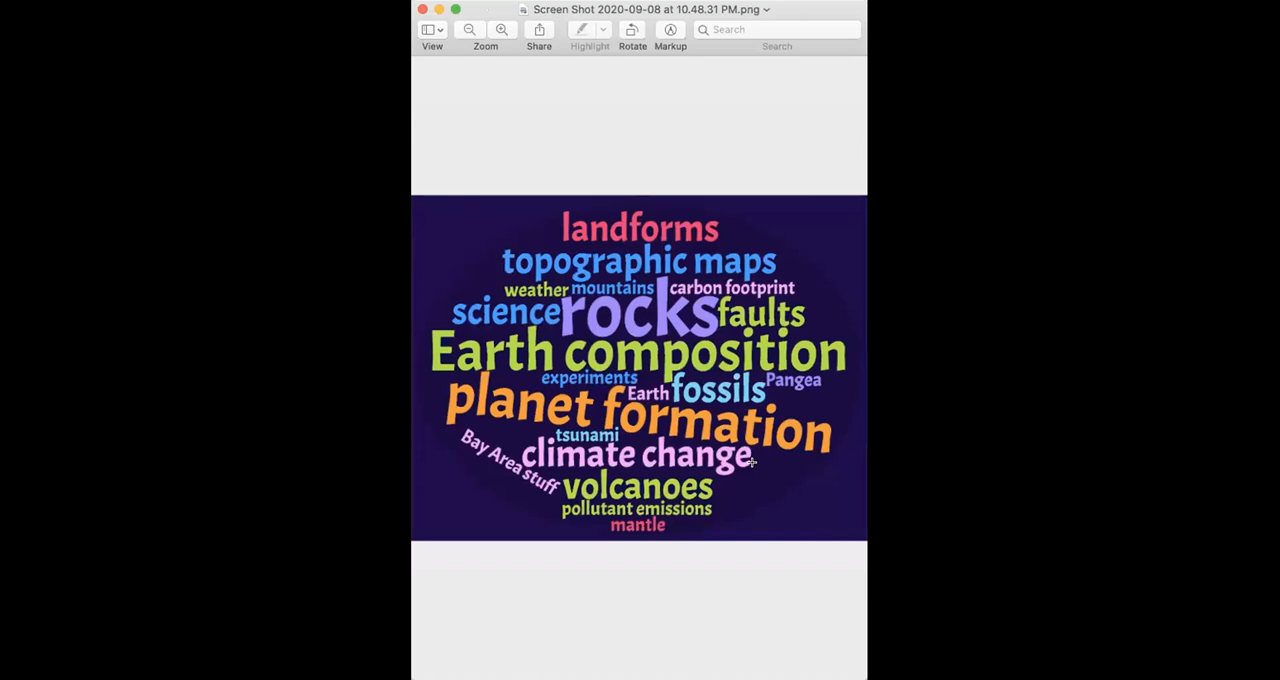 Screen Shot 2020-09-08 at 10.48.31 PM.png
Search
View Zoom Share Highlight Rotate Markup Search
landforms
topographic maps
weather mountains carbon footprint
science rocks faults
Earth composition
experiments Earth fossils Pangea
planet formation
tsunami
Bay Area stuff climate change
volcanoes
pollutant emissions
mantle